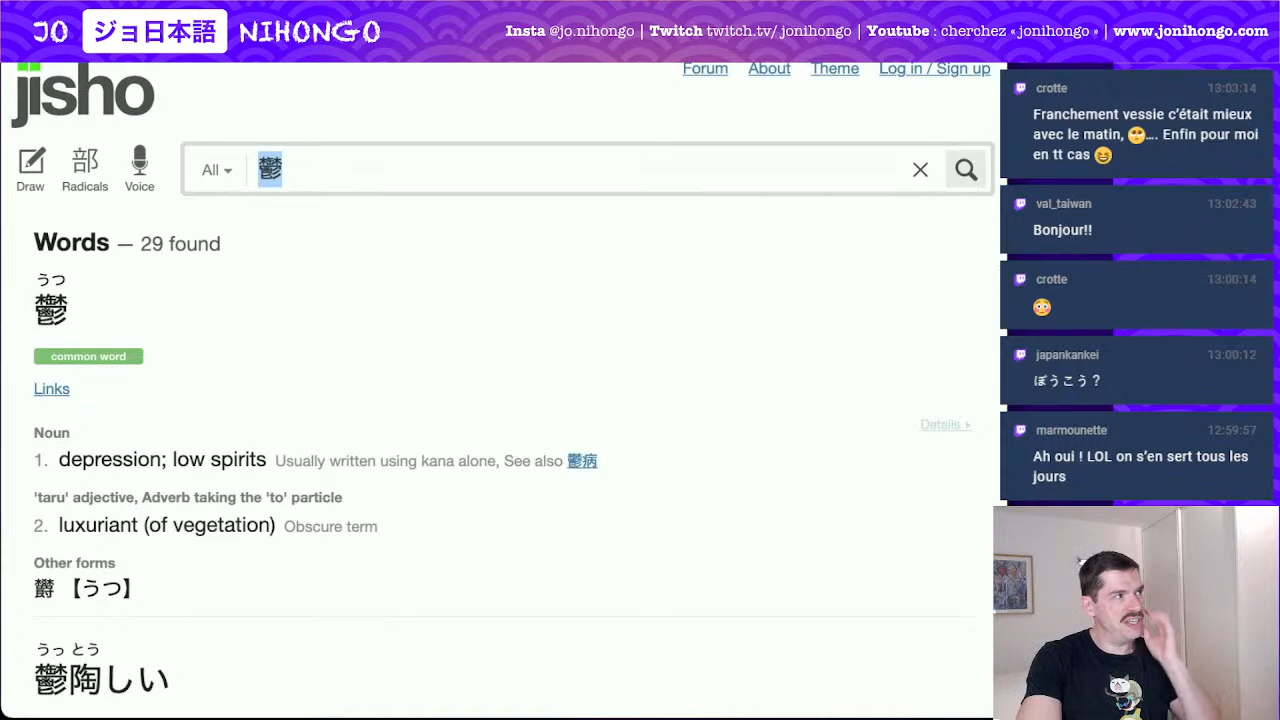 JO ジョ日本語 NIHONGO
Insta @jo.nihongo | Twitch twitch.tv/jonihongo | Youtube : cherchez « jonihongo » | www.jonihongo.com
jisho
Forum About Theme Log in / Sign up
Draw
部 Radicals
Voice
All 鬱
Words — 29 found
うつ
鬱
common word
Links
Details
Noun
1. depression; low spirits Usually written using kana alone, See also 鬱病
'taru' adjective, Adverb taking the 'to' particle
2. luxuriant (of vegetation) Obscure term
Other forms
欝 【うつ】
うっとう
鬱陶しい
crotte 13:03:14
Franchement vessie c’était mieux
avec le matin, 🥺…. Enfin pour moi
en tt cas 😆
val_taiwan 13:02:43
Bonjour!!
crotte 13:00:14
😳
japankankei 13:00:12
ぼうこう？
marmounette 12:59:57
Ah oui ! LOL on s’en sert tous les
jours